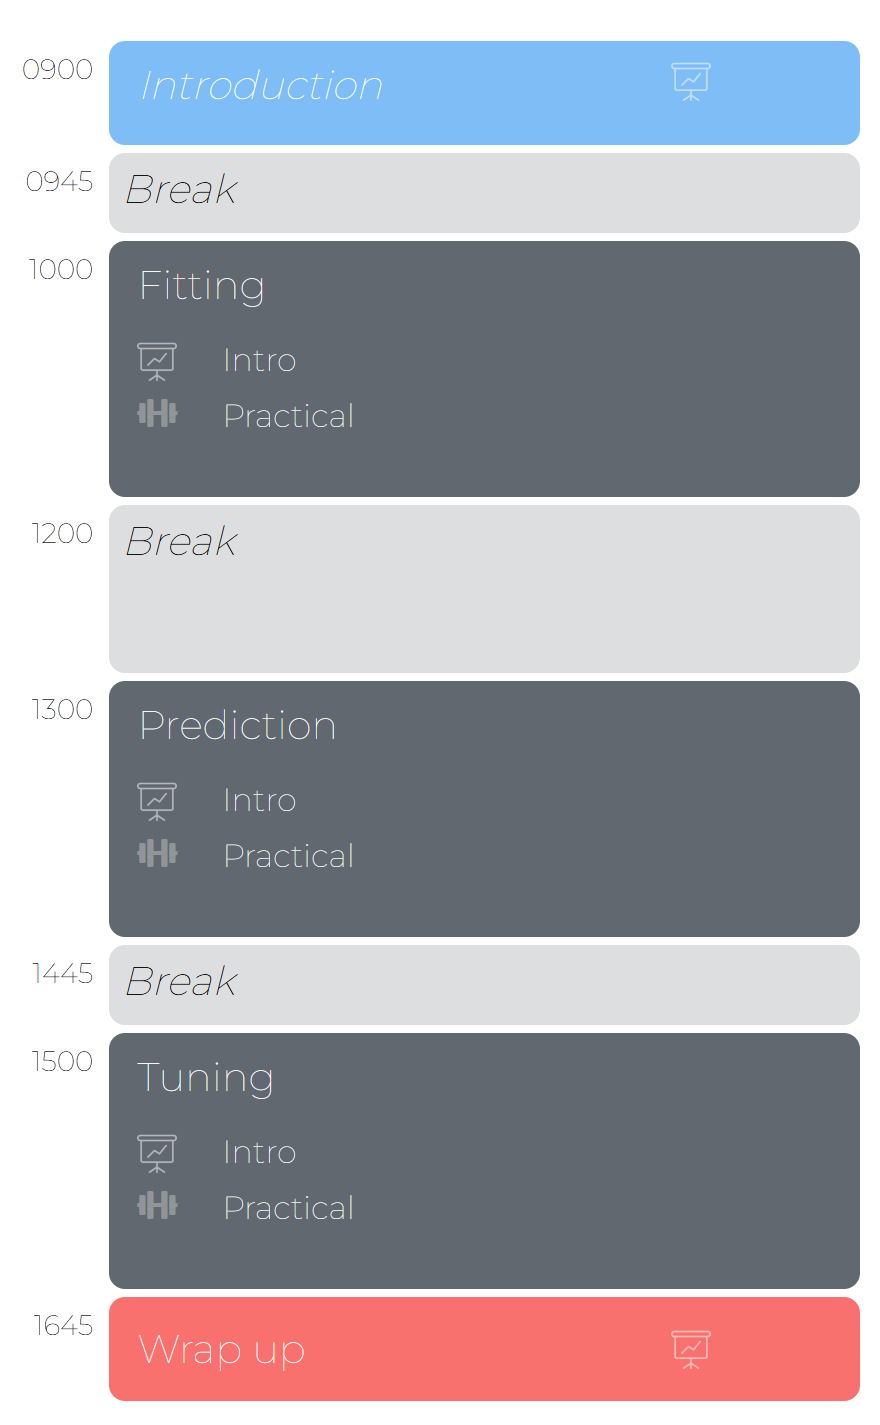 0900 Introduction
0945 Break
1000 Fitting
Intro
Practical
1200 Break
1300 Prediction
Intro
Practical
1445 Break
1500 Tuning
Intro
Practical
1645 Wrap up